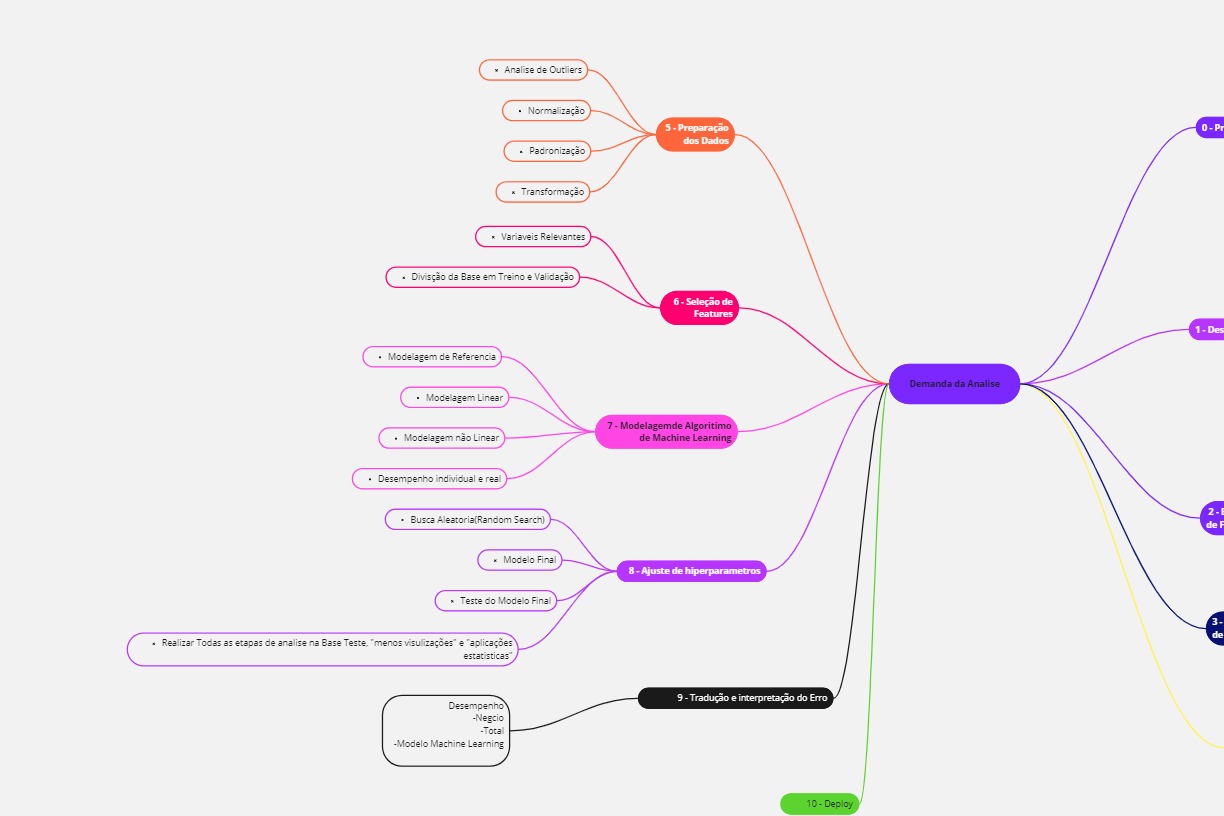 Demanda da Analise
5 - Preparação
dos Dados
• Analise de Outliers
• Normalização
• Padronização
• Transformação
6 - Seleção de
Features
• Variaveis Relevantes
• Divisção da Base em Treino e Validação
7 - Modelagemde Algoritimo
de Machine Learning
• Modelagem de Referencia
• Modelagem Linear
• Modelagem não Linear
• Desempenho individual e real
8 - Ajuste de hiperparametros
• Busca Aleatoria(Random Search)
• Modelo Final
• Teste do Modelo Final
• Realizar Todas as etapas de analise na Base Teste, "menos visulizações" e "aplicações
estatisticas"
9 - Tradução e interpretação do Erro
Desempenho
-Negcio
-Total
-Modelo Machine Learning
10 - Deploy
0 - Pr
1 - Des
2 -
de F
3 -
de